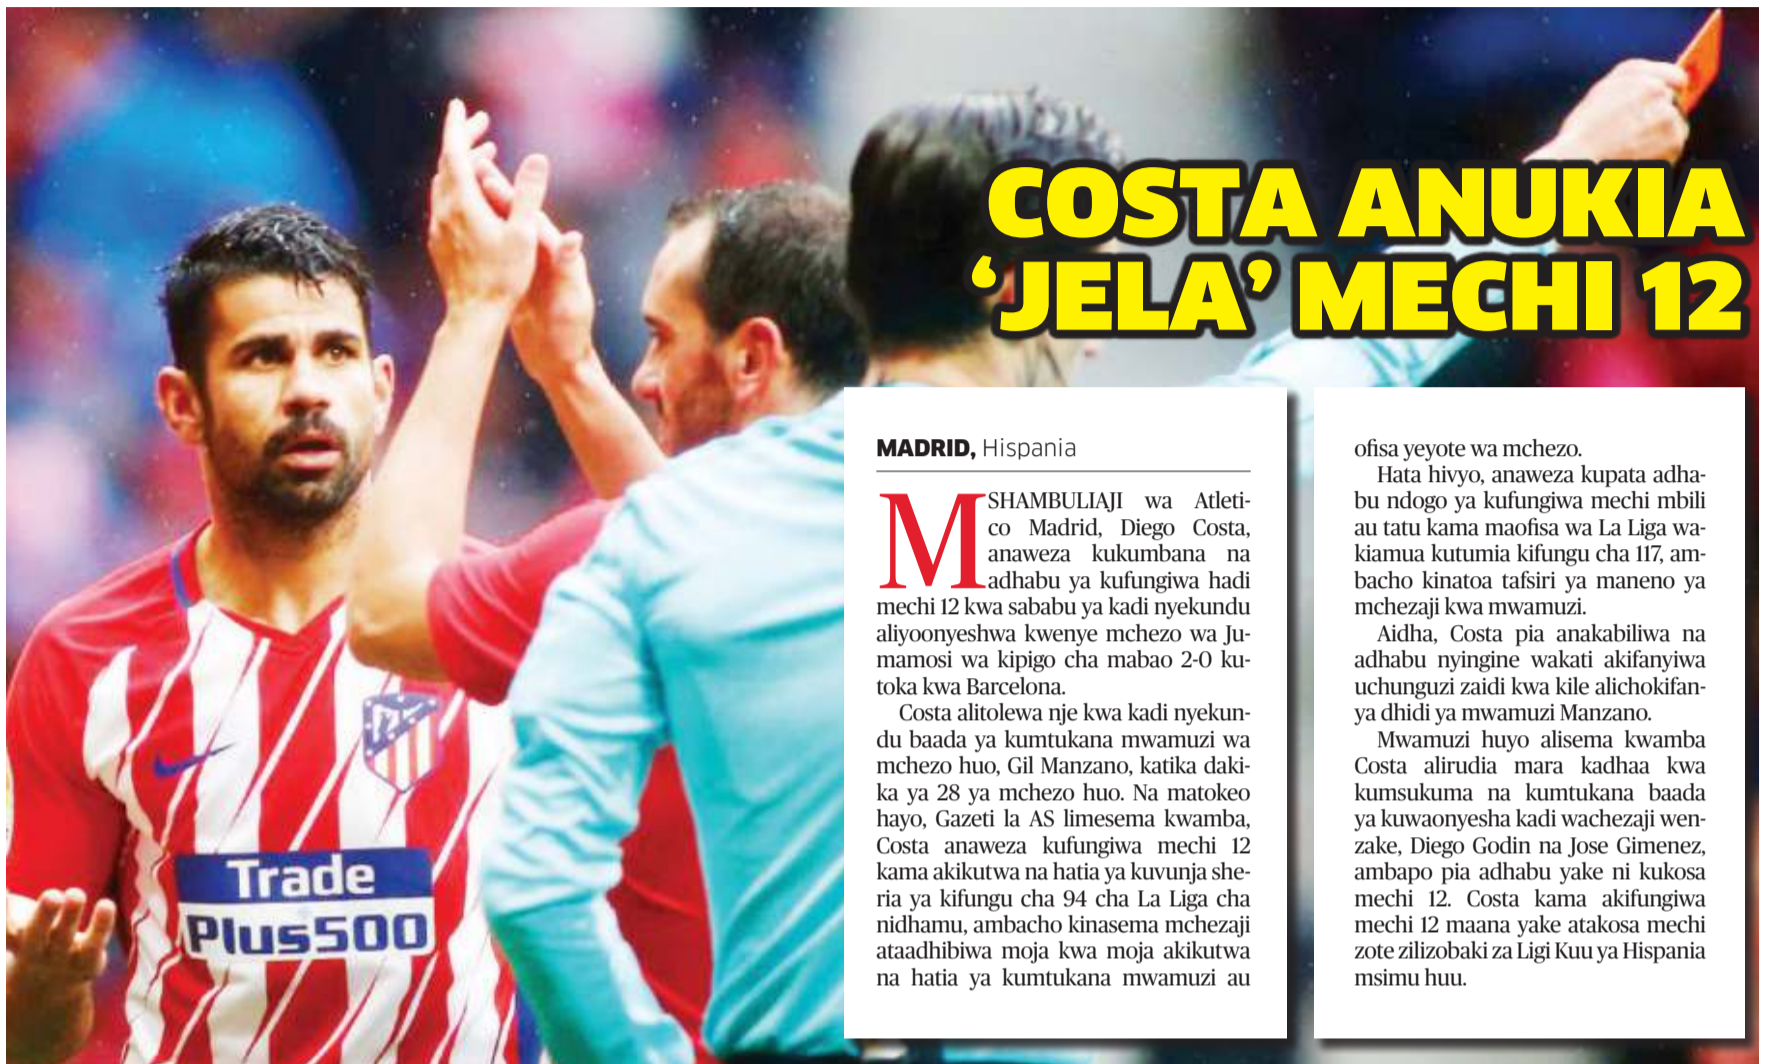 COSTA ANUKIA
‘JELA’ MECHI 12
MADRID, Hispania
MSHAMBULIAJI wa Atleti-
co Madrid, Diego Costa,
anaweza kukumbana na
adhabu ya kufungiwa hadi
mechi 12 kwa sababu ya kadi nyekundu
aliyoonyeshwa kwenye mchezo wa Ju-
mamosi wa kipigo cha mabao 2-0 ku-
toka kwa Barcelona.
Costa alitolewa nje kwa kadi nyekun-
du baada ya kumtukana mwamuzi wa
mchezo huo, Gil Manzano, katika daki-
ka ya 28 ya mchezo huo. Na matokeo
hayo, Gazeti la AS limesema kwamba,
Costa anaweza kufungiwa mechi 12
kama akikutwa na hatia ya kuvunja she-
ria ya kifungu cha 94 cha La Liga cha
nidhamu, ambacho kinasema mchezaji
ataadhibiwa moja kwa moja akikutwa
na hatia ya kumtukana mwamuzi au
ofisa yeyote wa mchezo.
Hata hivyo, anaweza kupata adha-
bu ndogo ya kufungiwa mechi mbili
au tatu kama maofisa wa La Liga wa-
kiamua kutumia kifungu cha 117, am-
bacho kinatoa tafsiri ya maneno ya
mchezaji kwa mwamuzi.
Aidha, Costa pia anakabiliwa na
adhabu nyingine wakati akifanyiwa
uchunguzi zaidi kwa kile alichokifan-
ya dhidi ya mwamuzi Manzano.
Mwamuzi huyo alisema kwamba
Costa alirudia mara kadhaa kwa
kumsukuma na kumtukana baada
ya kuwaonyesha kadi wachezaji wen-
zake, Diego Godin na Jose Gimenez,
ambapo pia adhabu yake ni kukosa
mechi 12. Costa kama akifungiwa
mechi 12 maana yake atakosa mechi
zote zilizobaki za Ligi Kuu ya Hispania
msimu huu.
Trade
Plus500